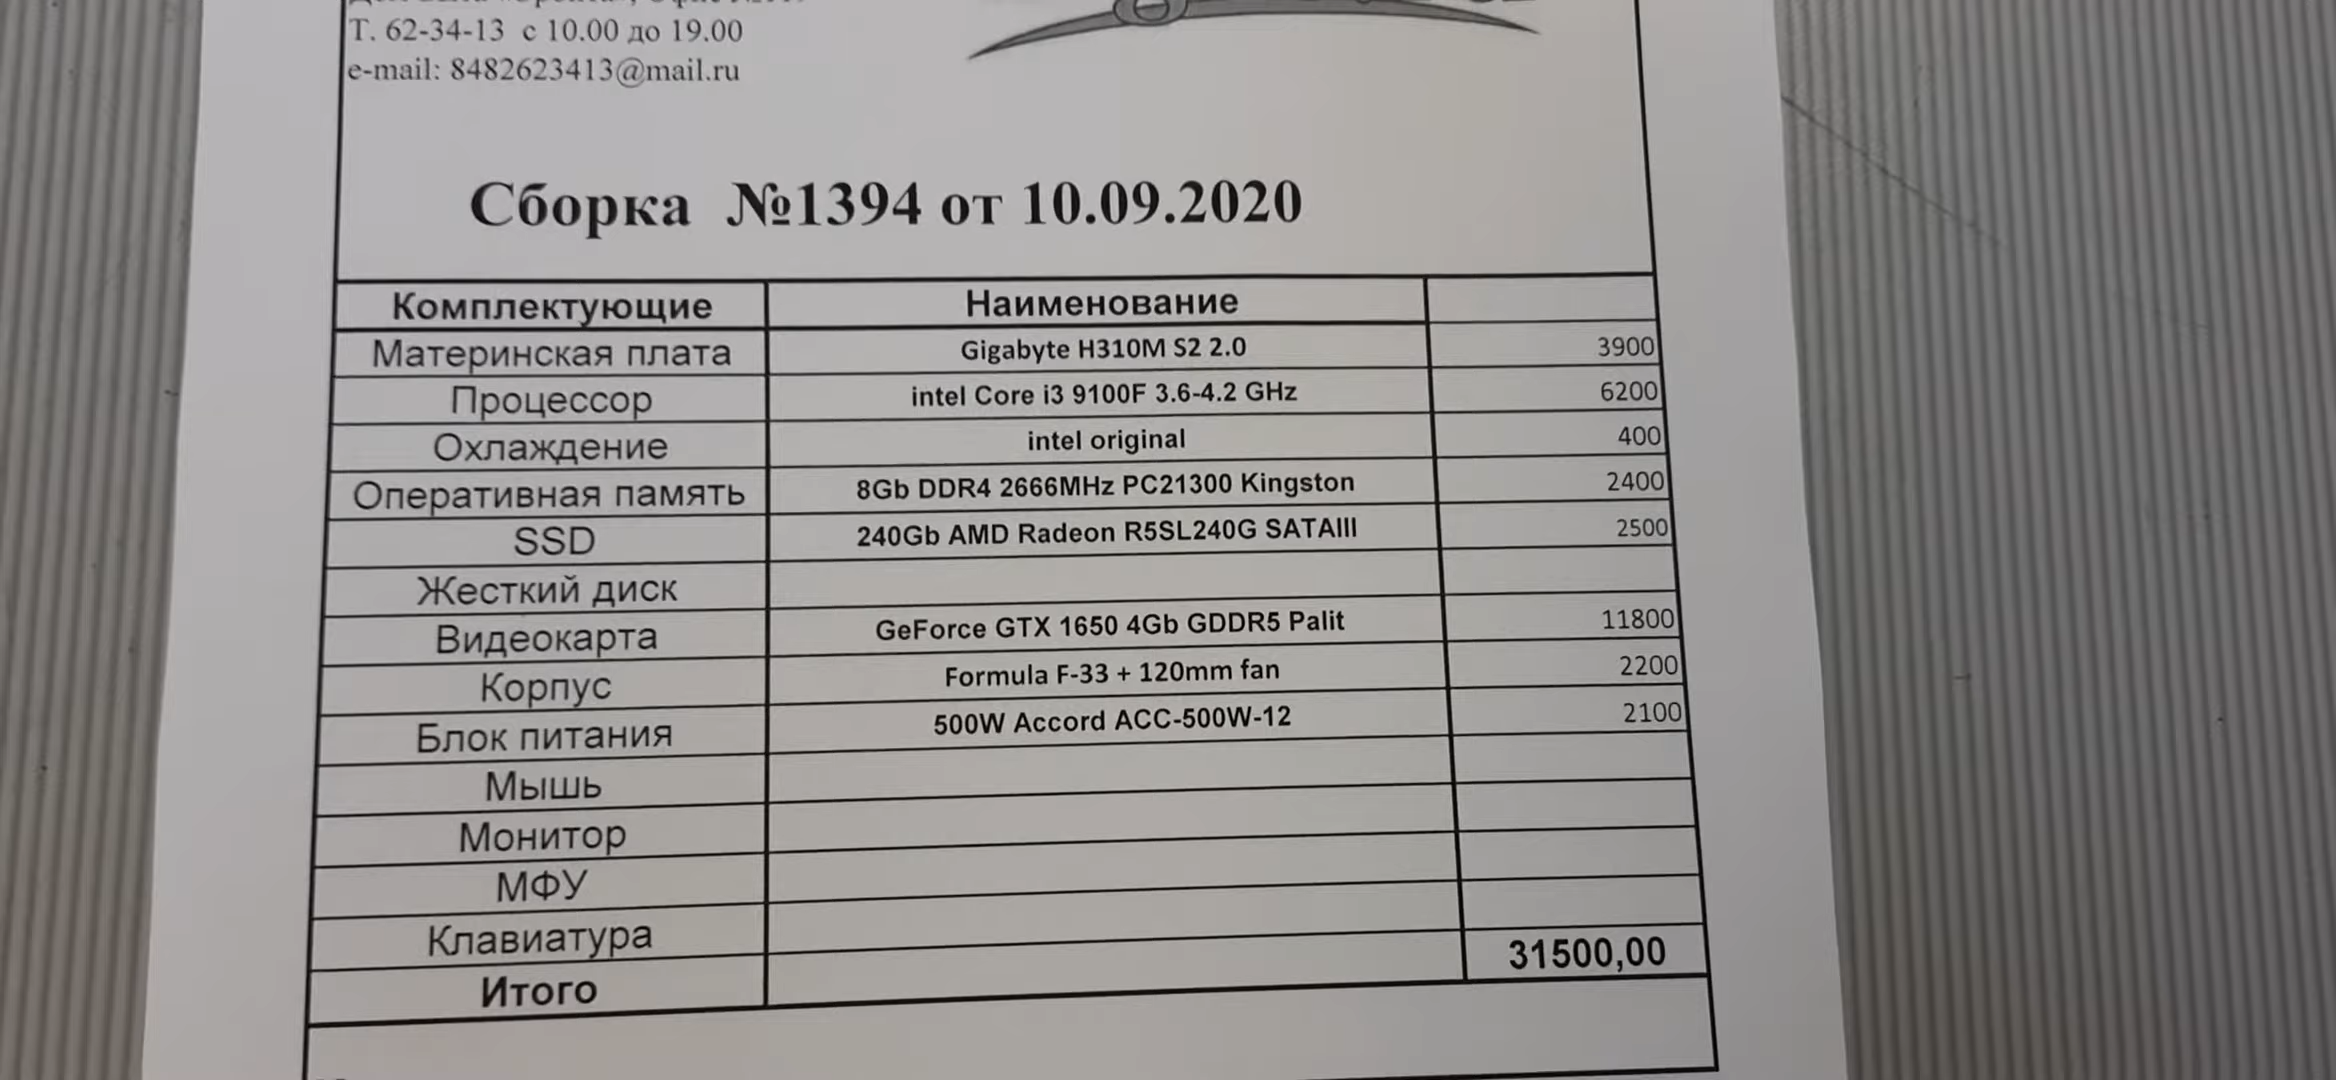 Т. 62-34-13 с 10.00 до 19.00
e-mail: 8482623413@mail.ru
Сборка №1394 от 10.09.2020
Комплектующие Наименование
Материнская плата Gigabyte H310M S2 2.0 3900
Процессор intel Core i3 9100F 3.6-4.2 GHz 6200
Охлаждение intel original 400
Оперативная память 8Gb DDR4 2666MHz PC21300 Kingston 2400
SSD 240Gb AMD Radeon R5SL240G SATAIII 2500
Жесткий диск
Видеокарта GeForce GTX 1650 4Gb GDDR5 Palit 11800
Корпус Formula F-33 + 120mm fan 2200
Блок питания 500W Accord ACC-500W-12 2100
Мышь
Монитор
МФУ
Клавиатура
Итого 31500,00